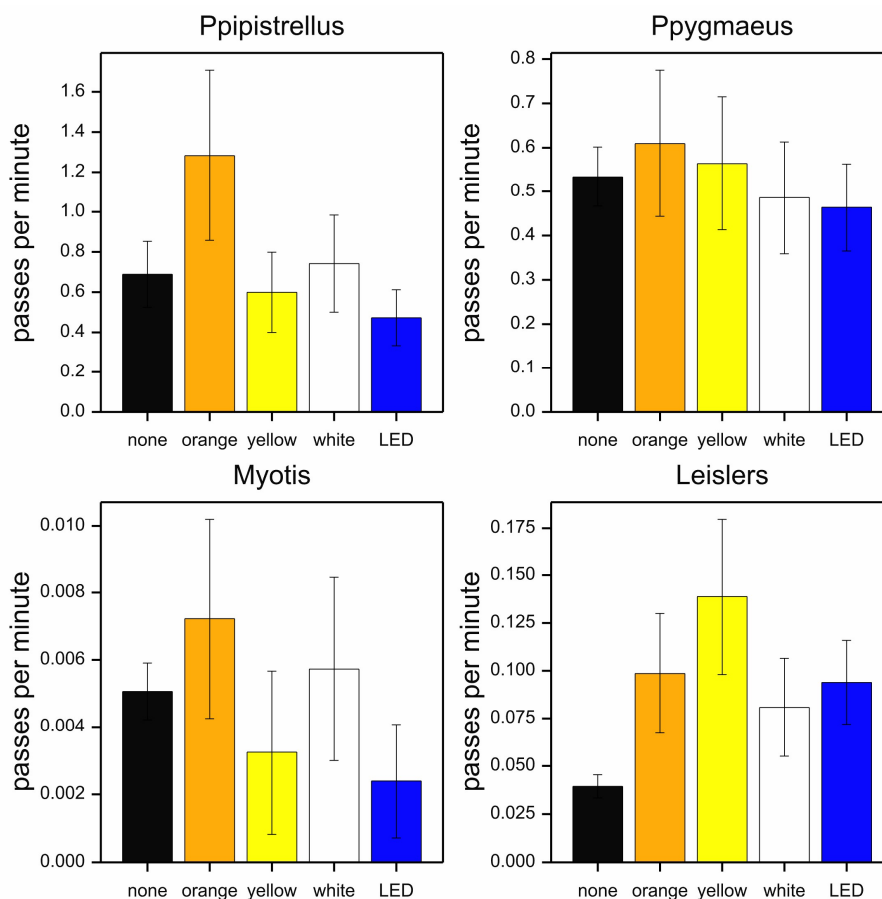 Ppipistrellus
passes per minute
1.6
1.4
1.2
1.0
0.8
0.6
0.4
0.2
0.0
none orange yellow white LED
Ppygmaeus
passes per minute
0.8
0.7
0.6
0.5
0.4
0.3
0.2
0.1
0.0
none orange yellow white LED
Myotis
passes per minute
0.010
0.008
0.006
0.004
0.002
0.000
none orange yellow white LED
Leislers
passes per minute
0.175
0.150
0.125
0.100
0.075
0.050
0.025
0.000
none orange yellow white LED